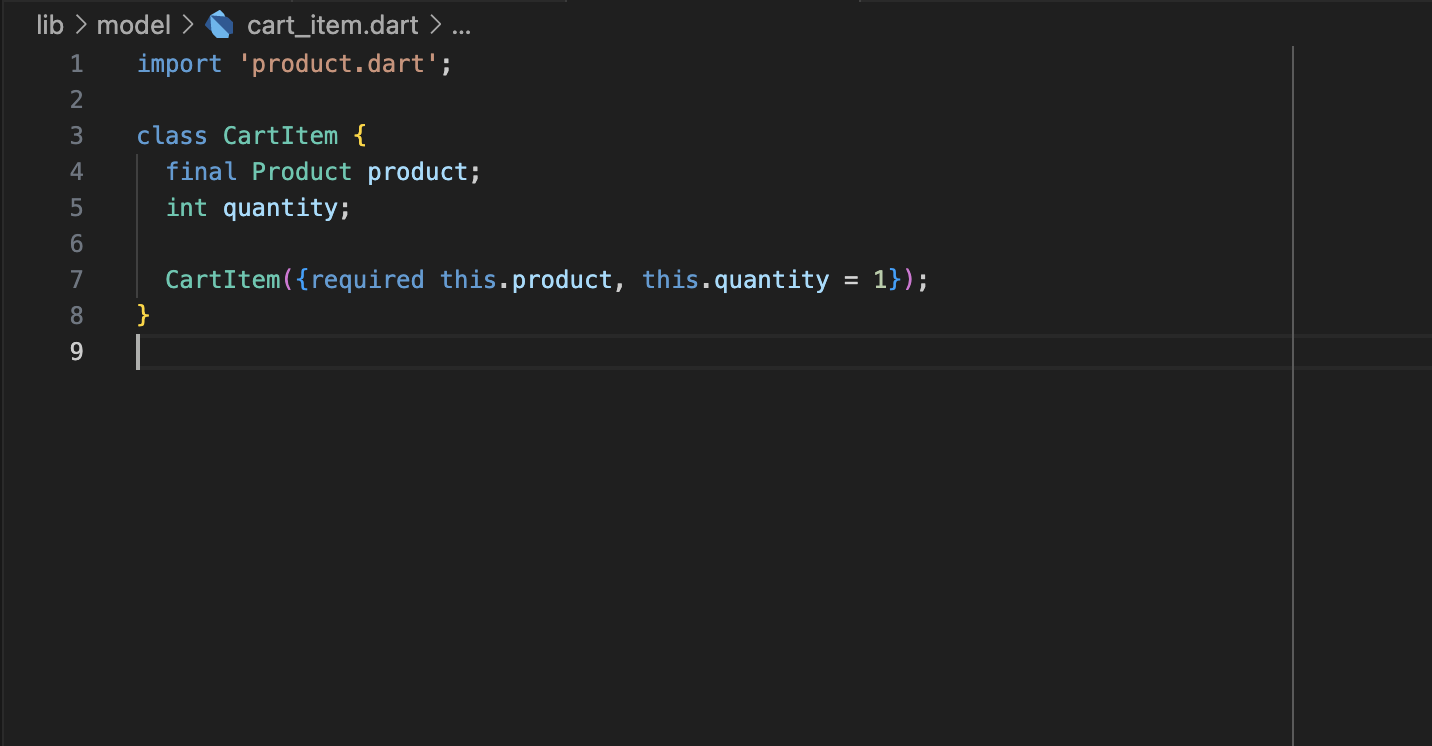 lib > model > cart_item.dart > ...
1 import 'product.dart';
2
3 class CartItem {
4   final Product product;
5   int quantity;
6
7   CartItem({required this.product, this.quantity = 1});
8 }
9